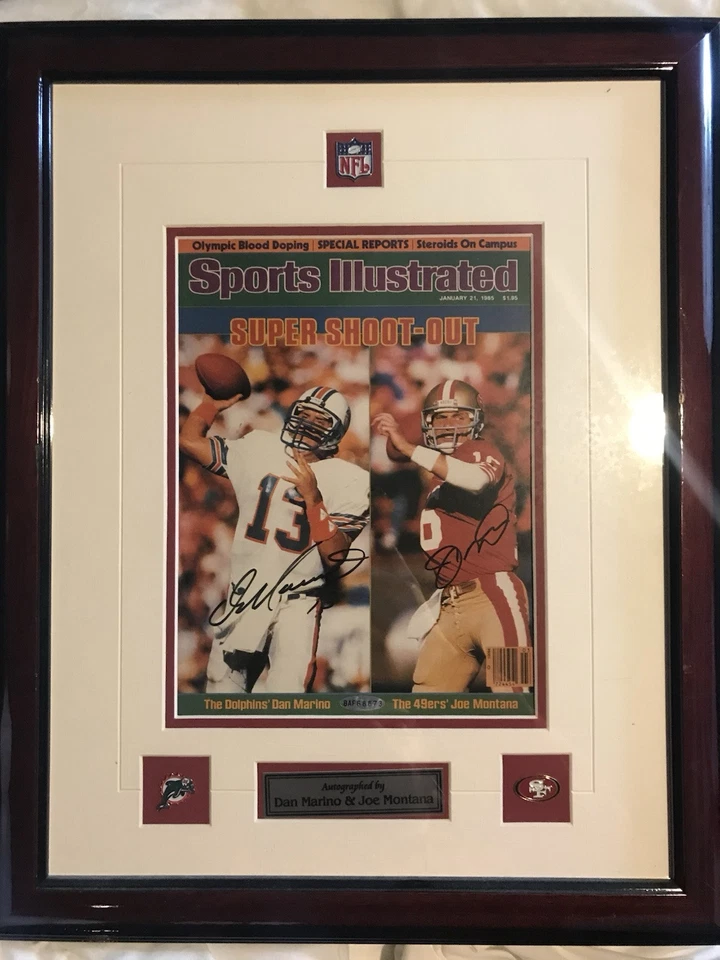 NFL
Olympic Blood Doping | SPECIAL REPORTS | Steroids On Campus
Sports Illustrated
JANUARY 21, 1985 $1.95
SUPER SHOOT-OUT
13
16
The Dolphins' Dan Marino
The 49ers' Joe Montana
Autographed by
Dan Marino & Joe Montana
SF